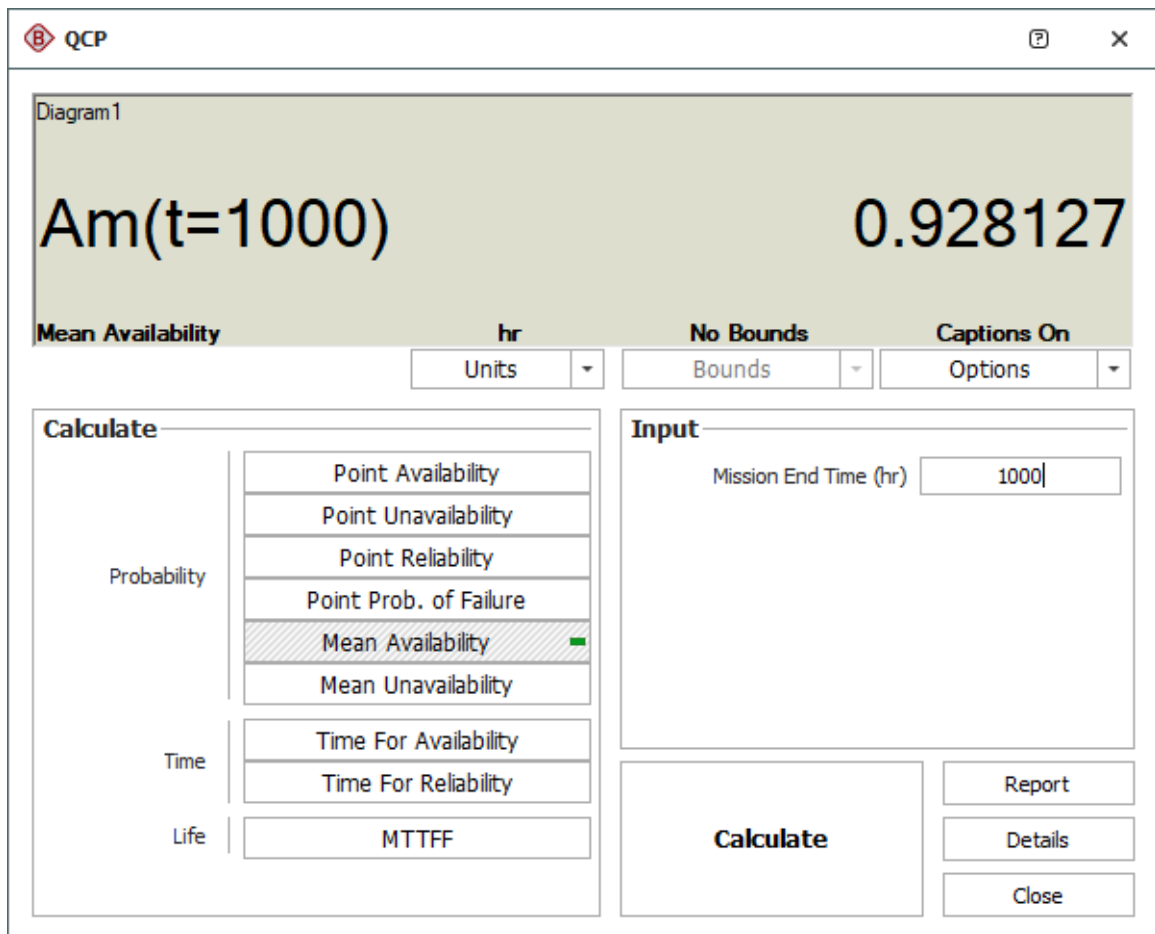 B QCP
Diagram1
Am(t=1000) 0.928127
Mean Availability hr No Bounds Captions On
Units Bounds Options
Calculate
Probability
Point Availability
Point Unavailability
Point Reliability
Point Prob. of Failure
Mean Availability
Mean Unavailability
Time
Time For Availability
Time For Reliability
Life
MTTFF
Input
Mission End Time (hr) 1000
Calculate
Report
Details
Close